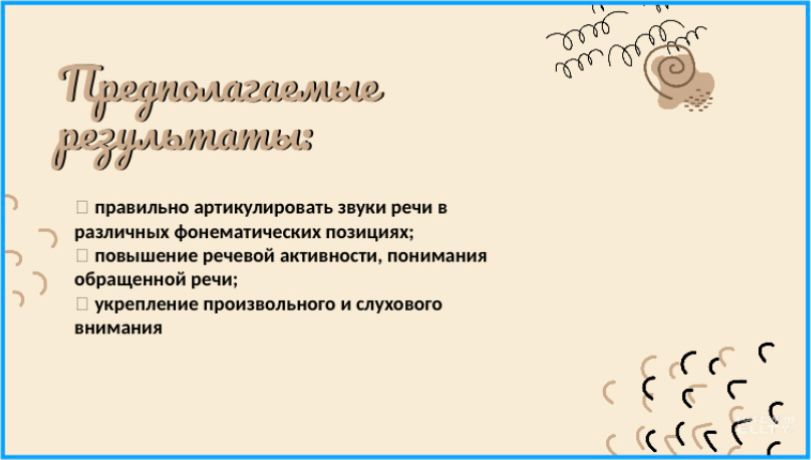 Предполагаемые
результаты:
правильно артикулировать звуки речи в
различных фонематических позициях;
повышение речевой активности, понимания
обращенной речи;
укрепление произвольного и слухового
внимания